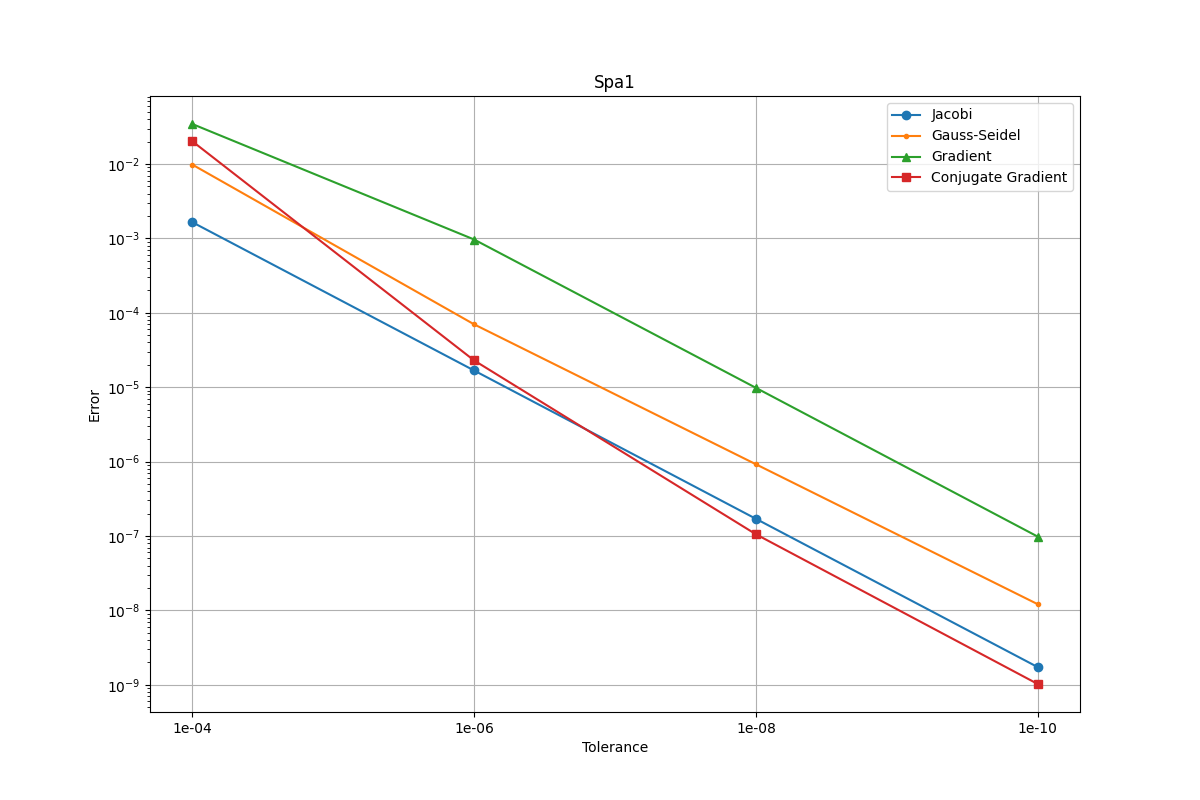 Spa1
Error
10⁻²
10⁻³
10⁻⁴
10⁻⁵
10⁻⁶
10⁻⁷
10⁻⁸
10⁻⁹
Jacobi
Gauss-Seidel
Gradient
Conjugate Gradient
1e-04 1e-06 1e-08 1e-10
Tolerance